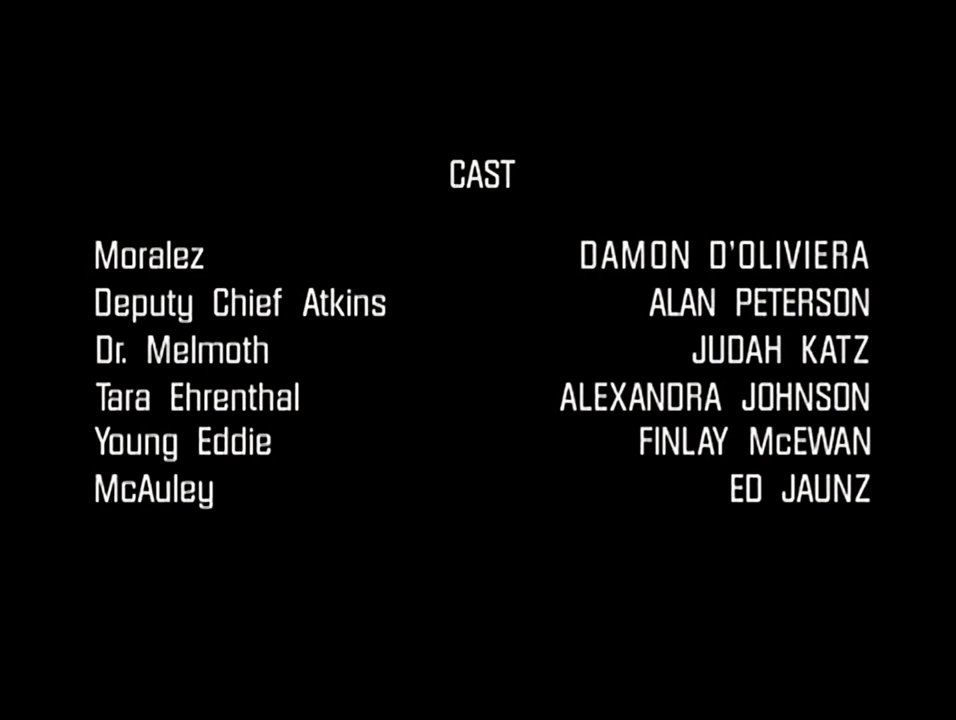 CAST
Moralez DAMON D'OLIVIERA
Deputy Chief Atkins ALAN PETERSON
Dr. Melmoth JUDAH KATZ
Tara Ehrenthal ALEXANDRA JOHNSON
Young Eddie FINLAY McEWAN
McAuley ED JAUNZ